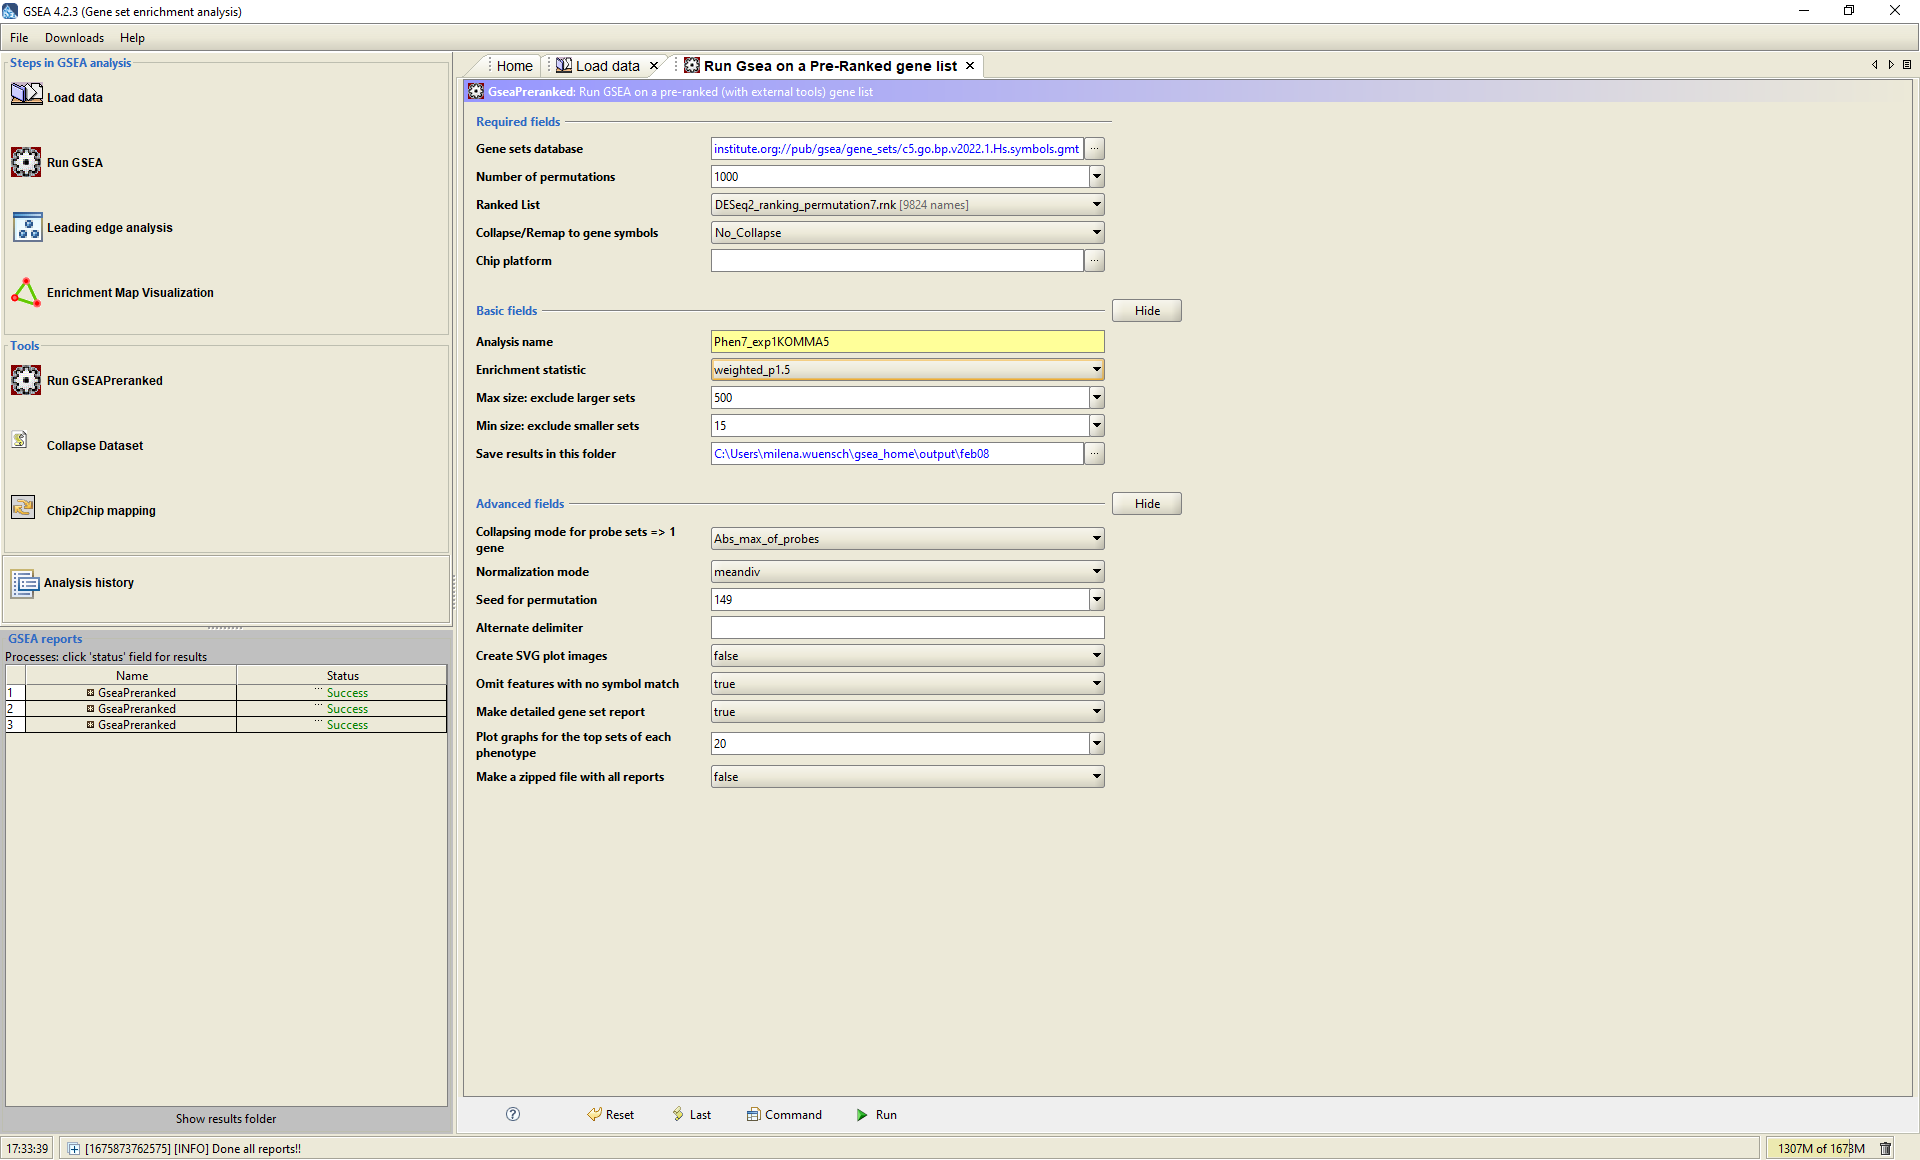 GSEA 4.2.3 (Gene set enrichment analysis)
File Downloads Help
Steps in GSEA analysis
Load data
Run GSEA
Leading edge analysis
Enrichment Map Visualization
Tools
Run GSEAPreranked
Collapse Dataset
Chip2Chip mapping
Analysis history
GSEA reports
Processes: click 'status' field for results
Name Status
1 GseaPreranked ... Success
2 GseaPreranked ... Success
3 GseaPreranked ... Success
Show results folder
Home Load data Run Gsea on a Pre-Ranked gene list
GseaPreranked: Run GSEA on a pre-ranked (with external tools) gene list
Required fields
Gene sets database institute.org://pub/gsea/gene_sets/c5.go.bp.v2022.1.Hs.symbols.gmt ...
Number of permutations 1000
Ranked List DESeq2_ranking_permutation7.rnk [9824 names]
Collapse/Remap to gene symbols No_Collapse
Chip platform ...
Basic fields Hide
Analysis name Phen7_exp1KOMMA5
Enrichment statistic weighted_p1.5
Max size: exclude larger sets 500
Min size: exclude smaller sets 15
Save results in this folder C:\Users\milena.wuensch\gsea_home\output\feb08 ...
Advanced fields Hide
Collapsing mode for probe sets => 1
gene Abs_max_of_probes
Normalization mode meandiv
Seed for permutation 149
Alternate delimiter
Create SVG plot images false
Omit features with no symbol match true
Make detailed gene set report true
Plot graphs for the top sets of each
phenotype 20
Make a zipped file with all reports false
? Reset Last Command Run
17:33:39 [1675873762575] [INFO] Done all reports!! 1307M of 1673M